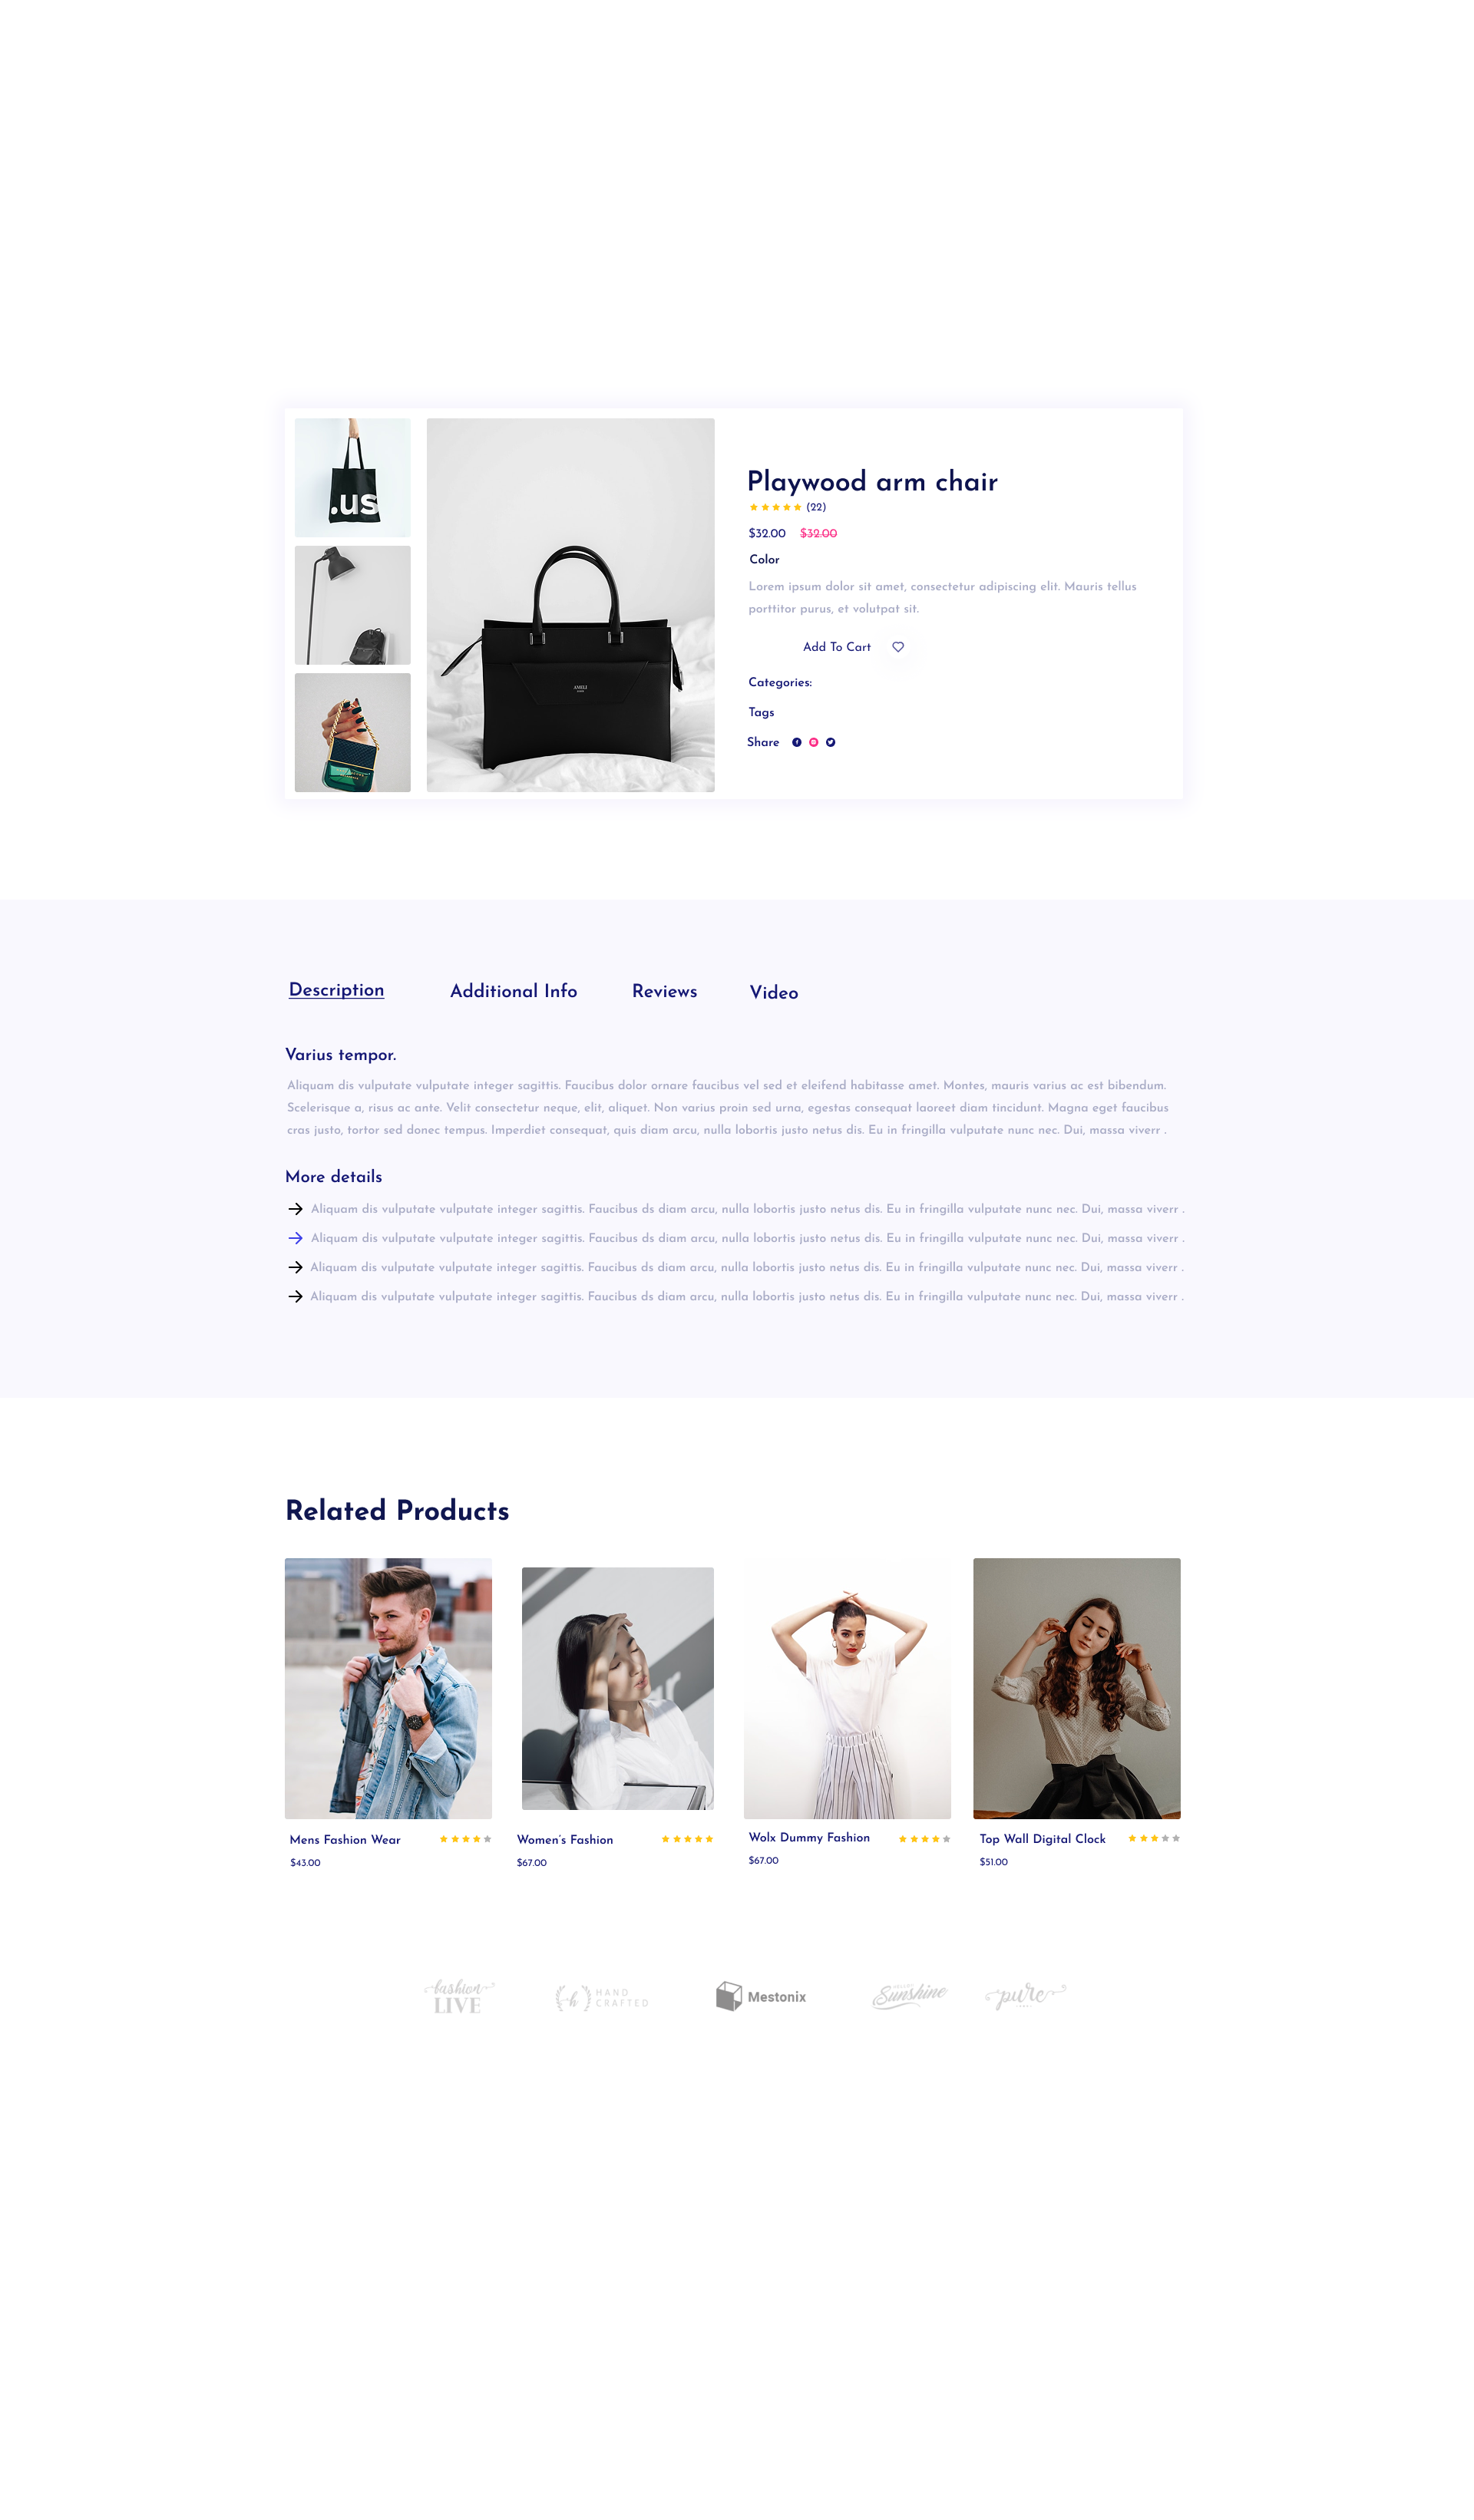 .us
AMELI
Playwood arm chair
(22)
$32.00 $32.00
Color
Lorem ipsum dolor sit amet, consectetur adipiscing elit. Mauris tellus
porttitor purus, et volutpat sit.
Add To Cart
Categories:
Tags
Share
Description Additional Info Reviews Video
Varius tempor.
Aliquam dis vulputate vulputate integer sagittis. Faucibus dolor ornare faucibus vel sed et eleifend habitasse amet. Montes, mauris varius ac est bibendum.
Scelerisque a, risus ac ante. Velit consectetur neque, elit, aliquet. Non varius proin sed urna, egestas consequat laoreet diam tincidunt. Magna eget faucibus
cras justo, tortor sed donec tempus. Imperdiet consequat, quis diam arcu, nulla lobortis justo netus dis. Eu in fringilla vulputate nunc nec. Dui, massa viverr .
More details
Aliquam dis vulputate vulputate integer sagittis. Faucibus ds diam arcu, nulla lobortis justo netus dis. Eu in fringilla vulputate nunc nec. Dui, massa viverr .
Aliquam dis vulputate vulputate integer sagittis. Faucibus ds diam arcu, nulla lobortis justo netus dis. Eu in fringilla vulputate nunc nec. Dui, massa viverr .
Aliquam dis vulputate vulputate integer sagittis. Faucibus ds diam arcu, nulla lobortis justo netus dis. Eu in fringilla vulputate nunc nec. Dui, massa viverr .
Aliquam dis vulputate vulputate integer sagittis. Faucibus ds diam arcu, nulla lobortis justo netus dis. Eu in fringilla vulputate nunc nec. Dui, massa viverr .
Related Products
Mens Fashion Wear
$43.00
Women's Fashion
$67.00
Wolx Dummy Fashion
$67.00
Top Wall Digital Clock
$51.00
fashion
LIVE
h
HAND
CRAFTED
Mestonix
Sunshine
pure